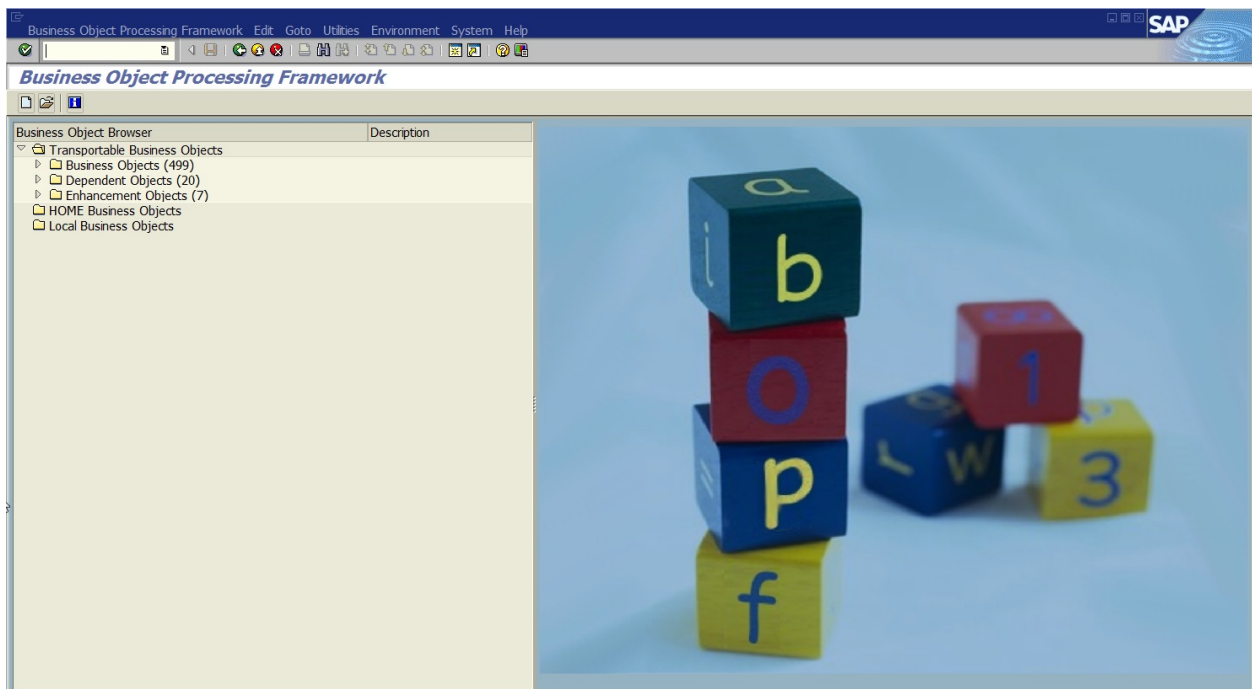 Business Object Processing Framework Edit Goto Utilities Environment System Help
SAP
Business Object Processing Framework
Business Object Browser Description
Transportable Business Objects
Business Objects (499)
Dependent Objects (20)
Enhancement Objects (7)
HOME Business Objects
Local Business Objects
a
i b
o
p
f
1
w
3